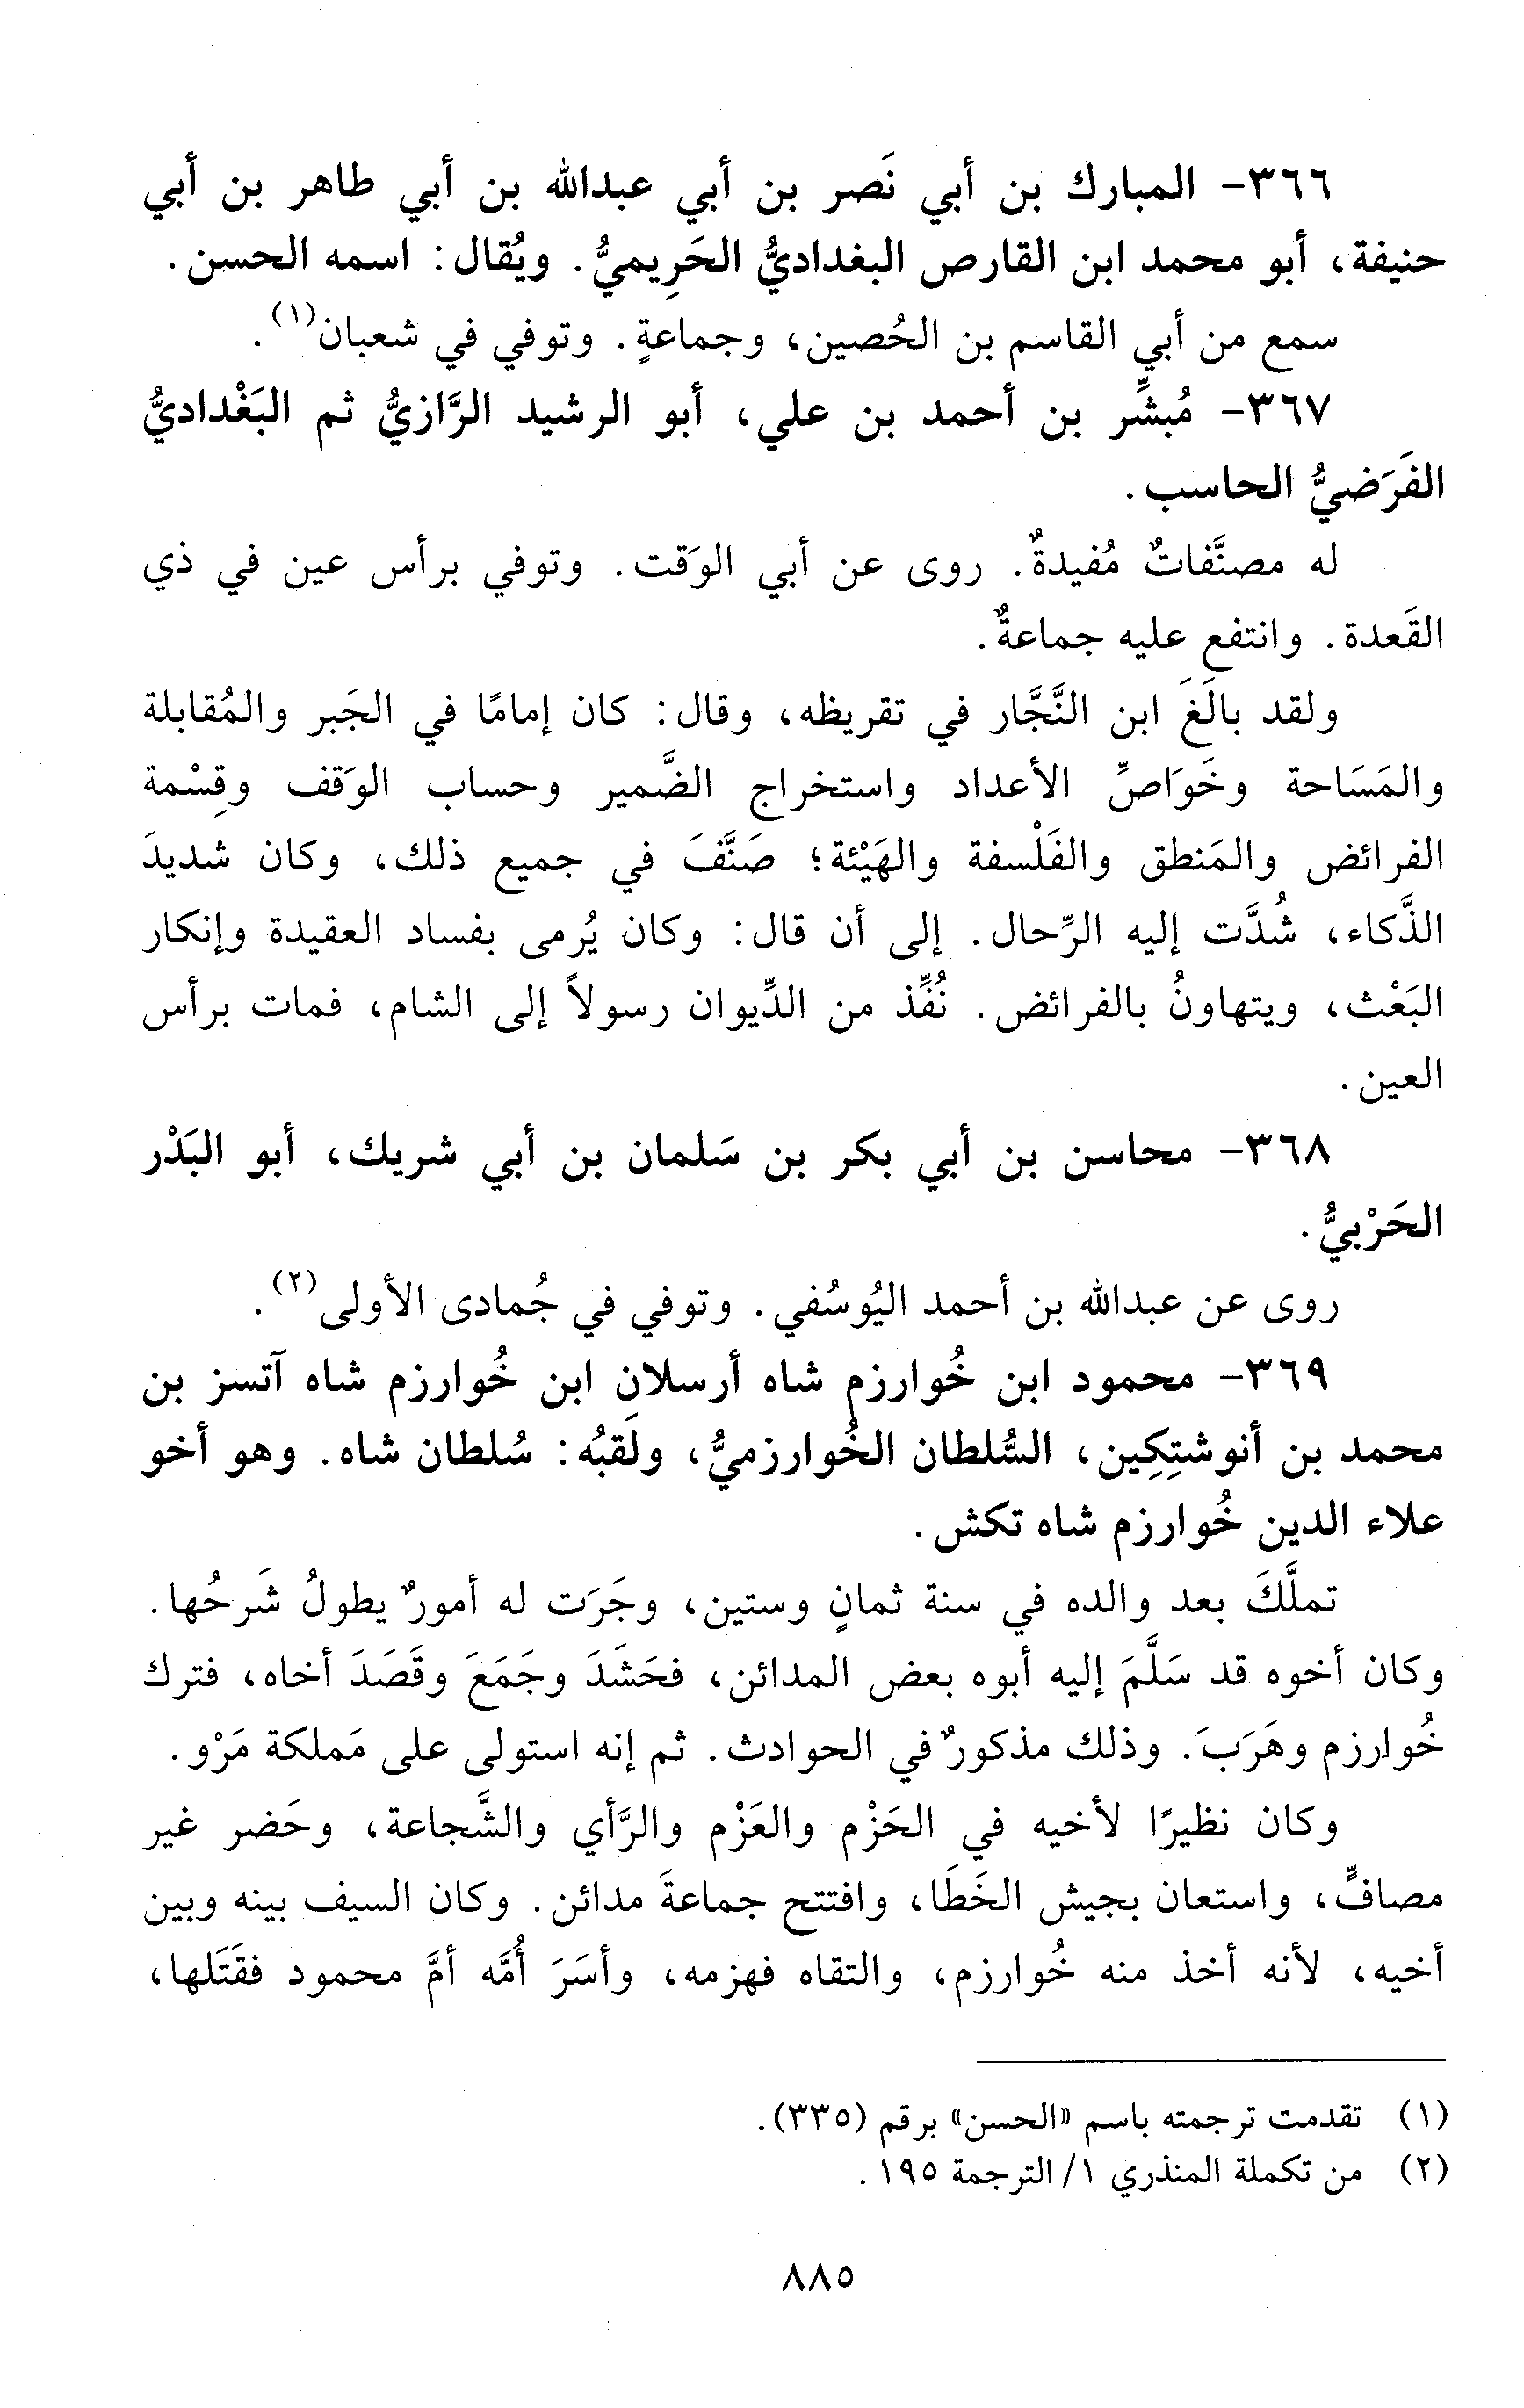 ٣٦٦- المبارك بن أبي نَصر بن أبي عبدالله بن أبي طاهر بن أبي
حنيفة، أبو محمد ابن القارص البغداديُّ الحَرِيميُّ. ويُقال: اسمه الحسن.
سمع من أبي القاسم بن الحُصين، وجماعةٍ. وتوفي في شعبان(١).
٣٦٧- مُبشِّر بن أحمد بن علي، أبو الرشيد الرَّازيُّ ثم البَغْداديُّ
الفَرَضيُّ الحاسب.
له مصنَّفاتٌ مُفيدةٌ. روى عن أبي الوَقت. وتوفي برأس عين في ذي
القَعدة. وانتفع عليه جماعةٌ.
ولقد بالَغَ ابن النَّجَّار في تقريظه، وقال: كان إمامًا في الجَبر والمُقابلة
والمَسَاحة وخَوَاصِّ الأعداد واستخراج الضَّمير وحساب الوَقف وقِسْمة
الفرائض والمَنطق والفَلْسفة والهَيْئة؛ صَنَّفَ في جميع ذلك، وكان شديدَ
الذَّكاء، شُدَّت إليه الرِّحال. إلى أن قال: وكان يُرمى بفساد العقيدة وإنكار
البَعْث، ويتهاونُ بالفرائض. نُفِّذ من الدِّيوان رسولاً إلى الشام، فمات برأس
العين.
٣٦٨- محاسن بن أبي بكر بن سَلمان بن أبي شريك، أبو البَدْر
الحَرْبيُّ.
روى عن عبدالله بن أحمد اليُوسُفي. وتوفي في جُمادى الأولى(٢).
٣٦٩- محمود ابن خُوارزم شاه أرسلان ابن خُوارزم شاه آتسز بن
محمد بن أنوشتِكِين، السُّلطان الخُوارزميُّ، ولَقبُه: سُلطان شاه. وهو أخو
علاء الدين خُوارزم شاه تكش.
تملَّكَ بعد والده في سنة ثمانٍ وستين، وجَرَت له أمورٌ يطولُ شَرحُها.
وكان أخوه قد سَلَّمَ إليه أبوه بعض المدائن، فحَشَدَ وجَمَعَ وقَصَدَ أخاه، فترك
خُوارزم وهَرَبَ. وذلك مذكورٌ في الحوادث. ثم إنه استولى على مَملكة مَرْو.
وكان نظيرًا لأخيه في الحَزْم والعَزْم والرَّأي والشَّجاعة، وحَضر غير
مصافٍّ، واستعان بجيش الخَطَا، وافتتح جماعةَ مدائن. وكان السيف بينه وبين
أخيه، لأنه أخذ منه خُوارزم، والتقاه فهزمه، وأسَرَ أُمَّه أمَّ محمود فقَتَلها،
(١) تقدمت ترجمته باسم «الحسن» برقم (٣٣٥).
(٢) من تكملة المنذري ١/ الترجمة ١٩٥.
٨٨٥